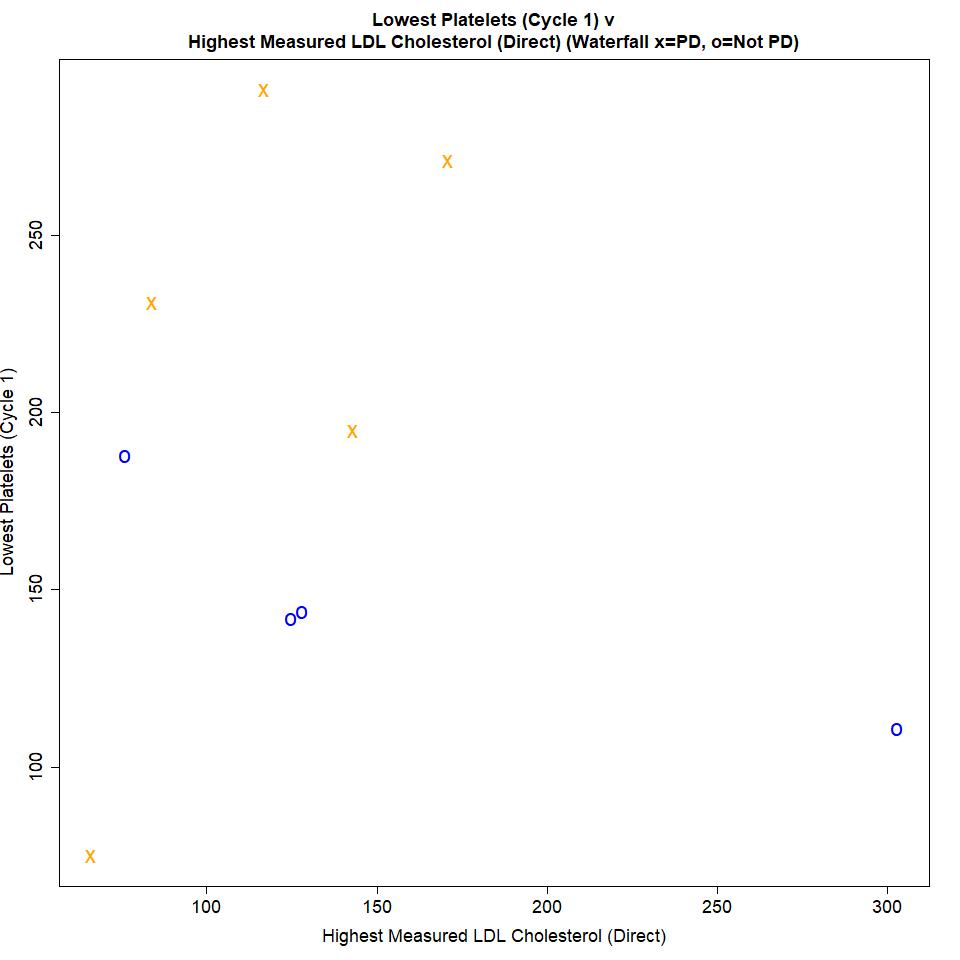 Lowest Platelets (Cycle 1) v
Highest Measured LDL Cholesterol (Direct) (Waterfall x=PD, o=Not PD)
Lowest Platelets (Cycle 1)
250
200
150
100
X
X
X
X
O
O
O
O
X
100
150
200
250
300
Highest Measured LDL Cholesterol (Direct)